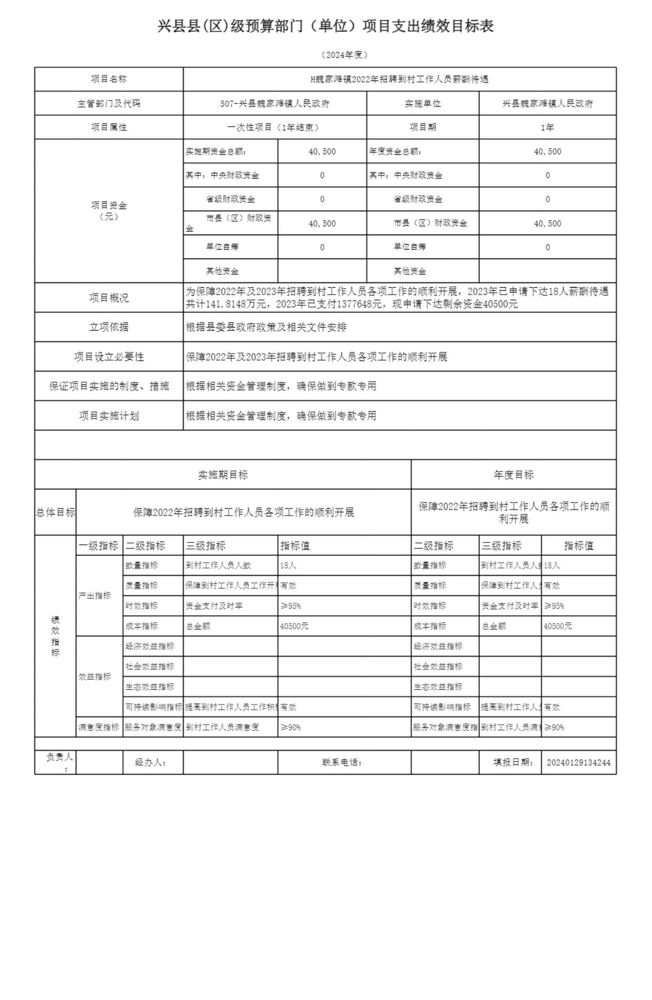 兴县县(区)级预算部门（单位）项目支出绩效目标表
（2024年度）
项目名称 H魏家滩镇2022年招聘到村工作人员薪酬待遇
主管部门及代码 507-兴县魏家滩镇人民政府 实施单位 兴县魏家滩镇人民政府
项目属性 一次性项目（1年结束） 项目期 1年
项目资金
（元）
实施期资金总额： 40,500 年度资金总额： 40,500
其中：中央财政资金 0 其中：中央财政资金 0
省级财政资金 0 省级财政资金 0
市县（区）财政资
金 40,500 市县（区）财政资金 40,500
单位自筹 0 单位自筹 0
其他资金 其他资金
项目概况 为保障2022年及2023年招聘到村工作人员各项工作的顺利开展，2023年已申请下达18人薪酬待遇
共计141.8148万元，2023年已支付1377648元，现申请下达剩余资金40500元
立项依据 根据县委县政府政策及相关文件安排
项目设立必要性 保障2022年及2023年招聘到村工作人员各项工作的顺利开展
保证项目实施的制度、措施 根据相关资金管理制度，确保做到专款专用
项目实施计划 根据相关资金管理制度，确保做到专款专用
实施期目标 年度目标
总体目标 保障2022年招聘到村工作人员各项工作的顺利开展 保障2022年招聘到村工作人员各项工作的顺
利开展
绩
效
指
标
一级指标 二级指标 三级指标 指标值 二级指标 三级指标 指标值
产出指标
数量指标 到村工作人员人数 18人 数量指标 到村工作人员人 18人
质量指标 保障到村工作人员工作开 有效 质量指标 保障到村工作人 有效
时效指标 资金支付及时率 ≥95% 时效指标 资金支付及时率 ≥95%
成本指标 总金额 40500元 成本指标 总金额 40500元
效益指标
经济效益指标 经济效益指标
社会效益指标 社会效益指标
生态效益指标 生态效益指标
可持续影响指标 提高到村工作人员工作积 有效 可持续影响指标 提高到村工作人 有效
满意度指标 服务对象满意度 到村工作人员满意度 ≥90% 服务对象满意度指 到村工作人员满 ≥90%
负责人
： 经办人： 联系电话： 填报日期： 20240129134244